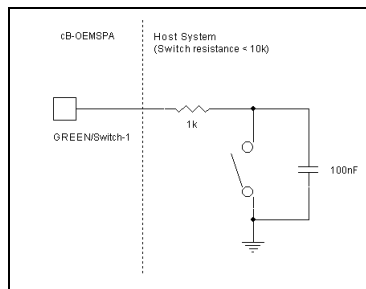 cB-OEMSPA
Host System
(Switch resistance < 10k)
1k
GREEN/Switch-1
100nF